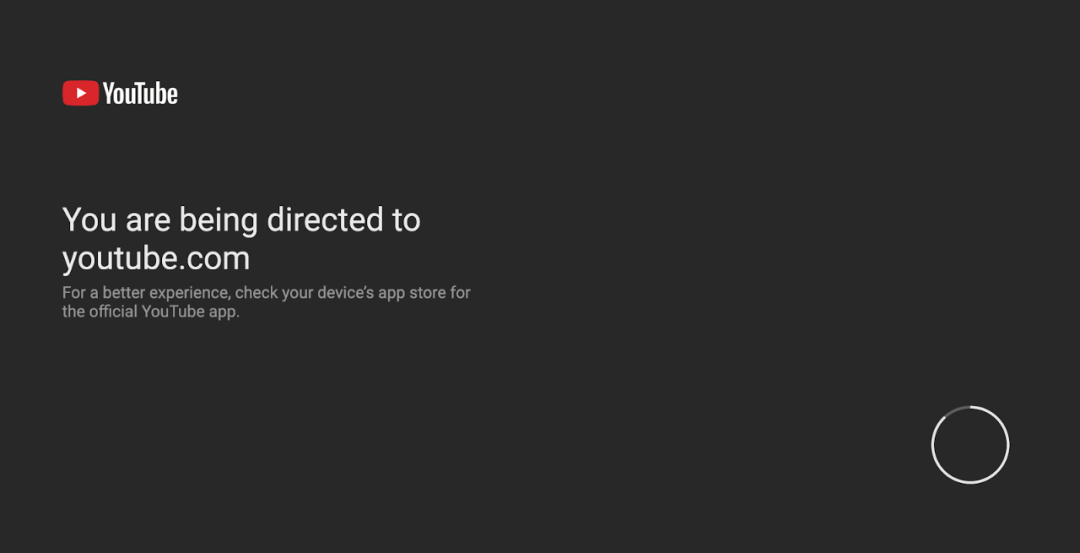 YouTube
You are being directed to
youtube.com
For a better experience, check your device’s app store for
the official YouTube app.